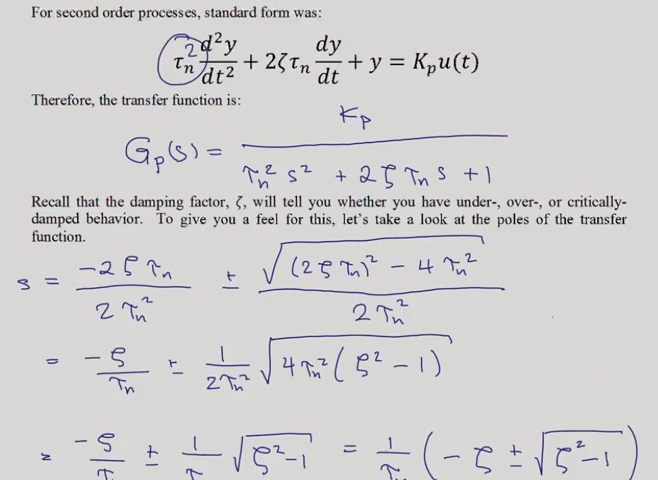 For second order processes, standard form was:
τₙ² d²y/dt² + 2ζτₙ dy/dt + y = Kₚu(t)
Therefore, the transfer function is:
Gₚ(s) = Kₚ / (τₙ² s² + 2ζτₙ s + 1)
Recall that the damping factor, ζ, will tell you whether you have under-, over-, or critically-
damped behavior. To give you a feel for this, let's take a look at the poles of the transfer
function.
s = -2ζτₙ / 2τₙ² ± √((2ζτₙ)² - 4τₙ²) / 2τₙ²
= -ζ/τₙ ± 1/(2τₙ²) √(4τₙ²(ζ² - 1))
= -ζ/τ ± 1/τ √(ζ²-1) = 1/τₙ (-ζ ± √(ζ²-1))